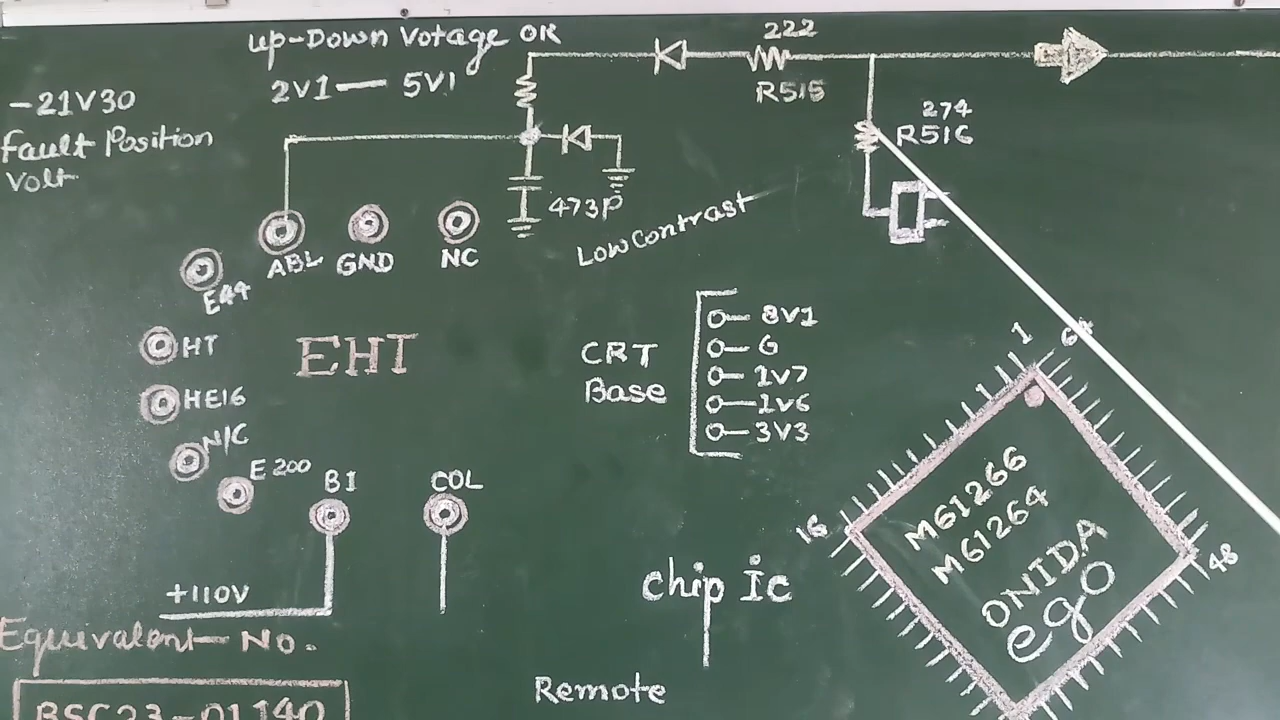 Up-Down Votage OR
2V1 — 5V1
-21V30
Fault Position
Volt
222
R515
274
R516
473P
Low Contrast
ABL
GND
NC
E44
HT
HE16
N/C
E200
BI
COL
EHT
+110V
CRT
Base
8V1
G
1V7
1V6
3V3
1
64
16
48
M61266
M61264
ONIDA
ego
Chip Ic
Remote
Equivalent No.
BSC23-01140